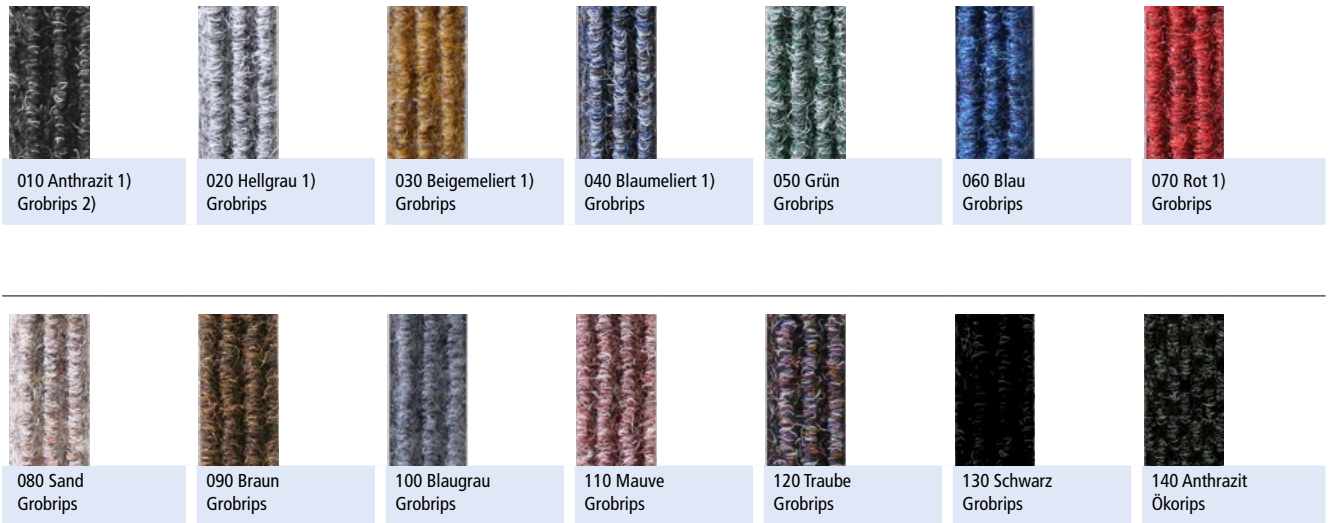 010 Anthrazit 1)
Grobrips 2)
020 Hellgrau 1)
Grobrips
030 Beigemeliert 1)
Grobrips
040 Blaumeliert 1)
Grobrips
050 Grün
Grobrips
060 Blau
Grobrips
070 Rot 1)
Grobrips
080 Sand
Grobrips
090 Braun
Grobrips
100 Blaugrau
Grobrips
110 Mauve
Grobrips
120 Traube
Grobrips
130 Schwarz
Grobrips
140 Anthrazit
Ökorips